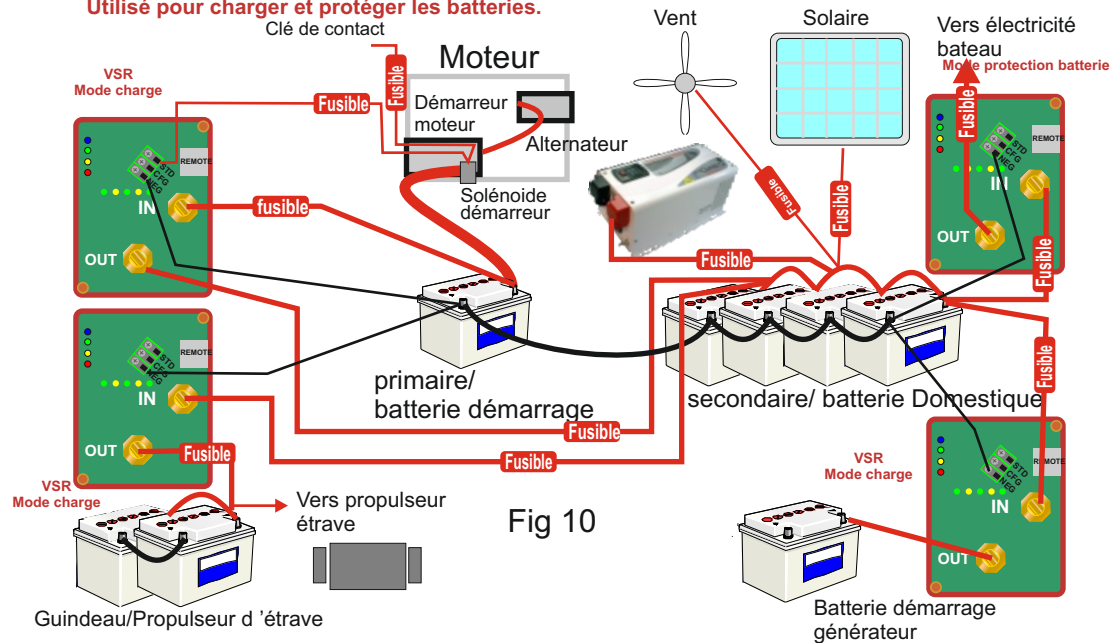 Utilisé pour charger et protéger les batteries.
Clé de contact
Vent
Solaire
Vers électricité
bateau
Mode protection batterie
VSR
Mode charge
Moteur
Fusible
Fusible
Démarreur
moteur
Alternateur
Solénoide
démarreur
Fusible
Fusible
Fusible
STD
CFG
NEG
REMOTE
IN
OUT
fusible
STD
CFG
NEG
REMOTE
IN
OUT
Fusible
Fusible
STD
CFG
NEG
REMOTE
IN
OUT
Fusible
primaire/
batterie démarrage
secondaire/ batterie Domestique
Fusible
Fusible
Fusible
VSR
Mode charge
Vers propulseur
étrave
Fig 10
VSR
Mode charge
STD
CFG
NEG
REMOTE
IN
OUT
Guindeau/Propulseur d 'étrave
Batterie démarrage
générateur